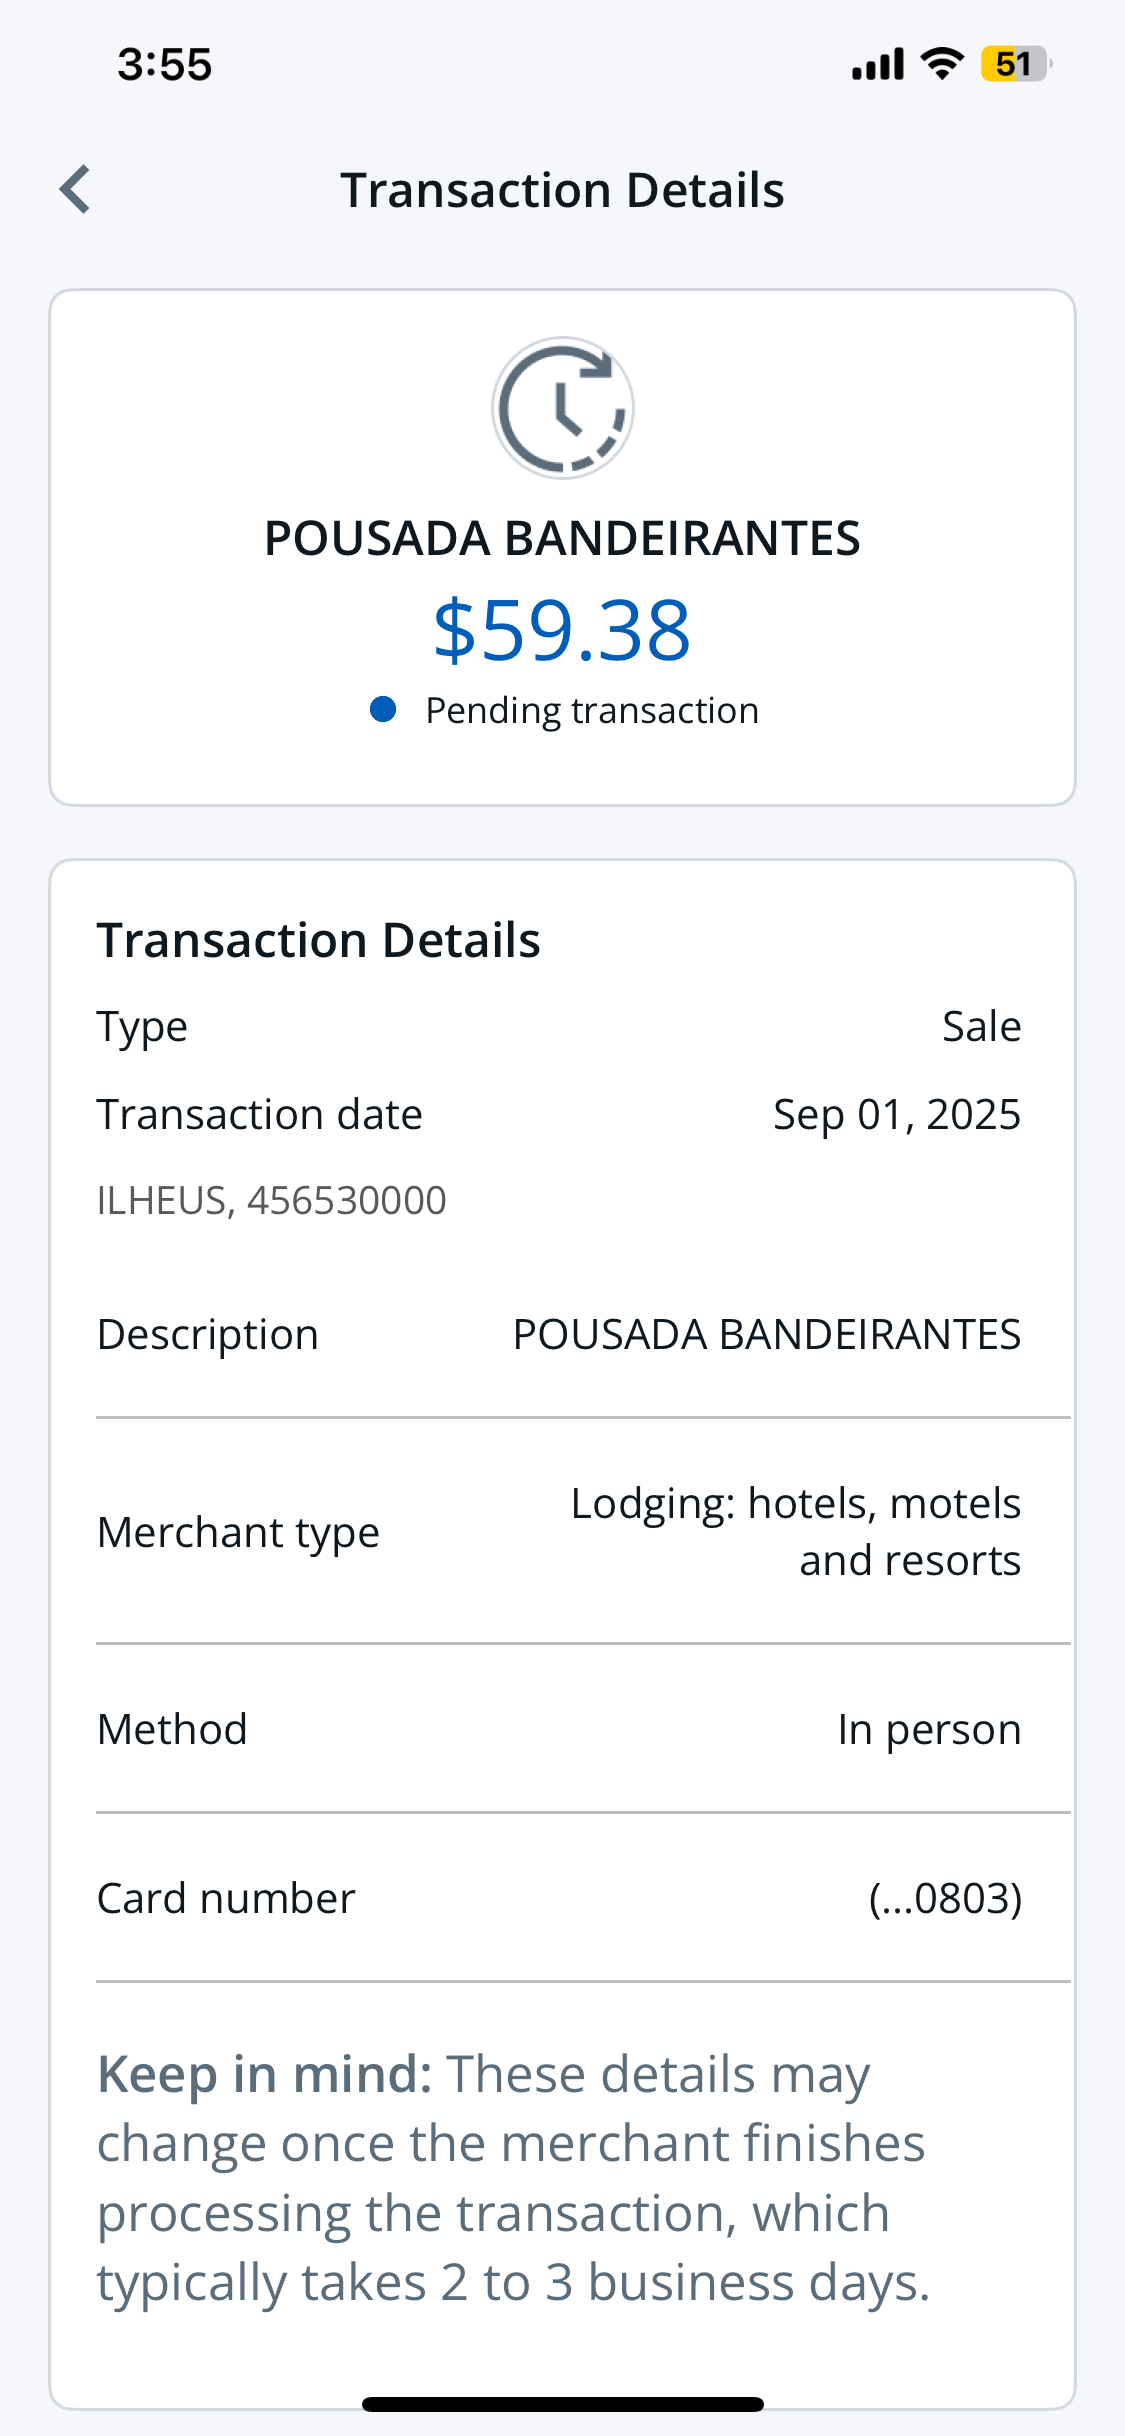 3:55
51
Transaction Details
POUSADA BANDEIRANTES
$59.38
Pending transaction
Transaction Details
Type Sale
Transaction date Sep 01, 2025
ILHEUS, 456530000
Description POUSADA BANDEIRANTES
Merchant type Lodging: hotels, motels
and resorts
Method In person
Card number (...0803)
Keep in mind: These details may
change once the merchant finishes
processing the transaction, which
typically takes 2 to 3 business days.